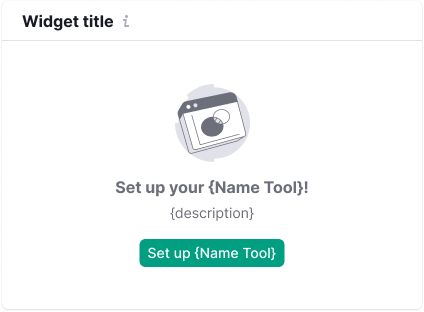 Widget title
Set up your {Name Tool}!
{description}
Set up {Name Tool}